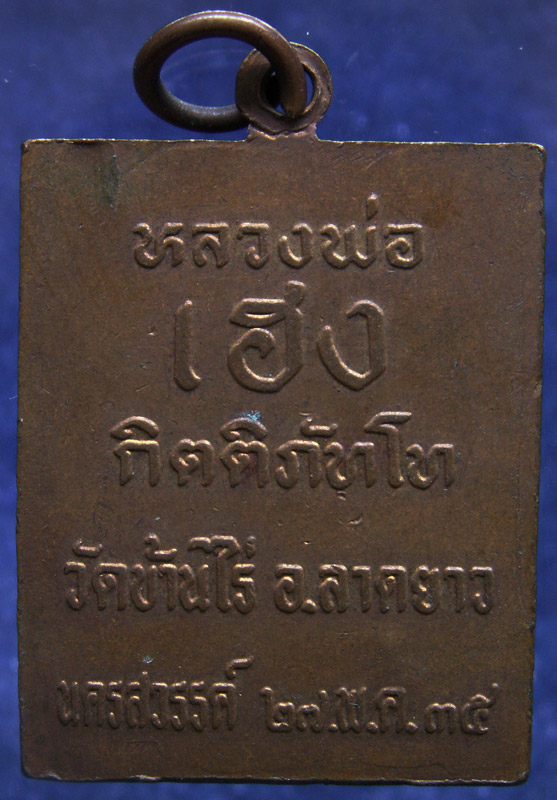 หลวงพ่อ
เฮง
กิตติภัทฺโท
วัดบ้านไร่ อ.ลาดยาว
นครสวรรค์ ๒๗.พ.ค.๓๕